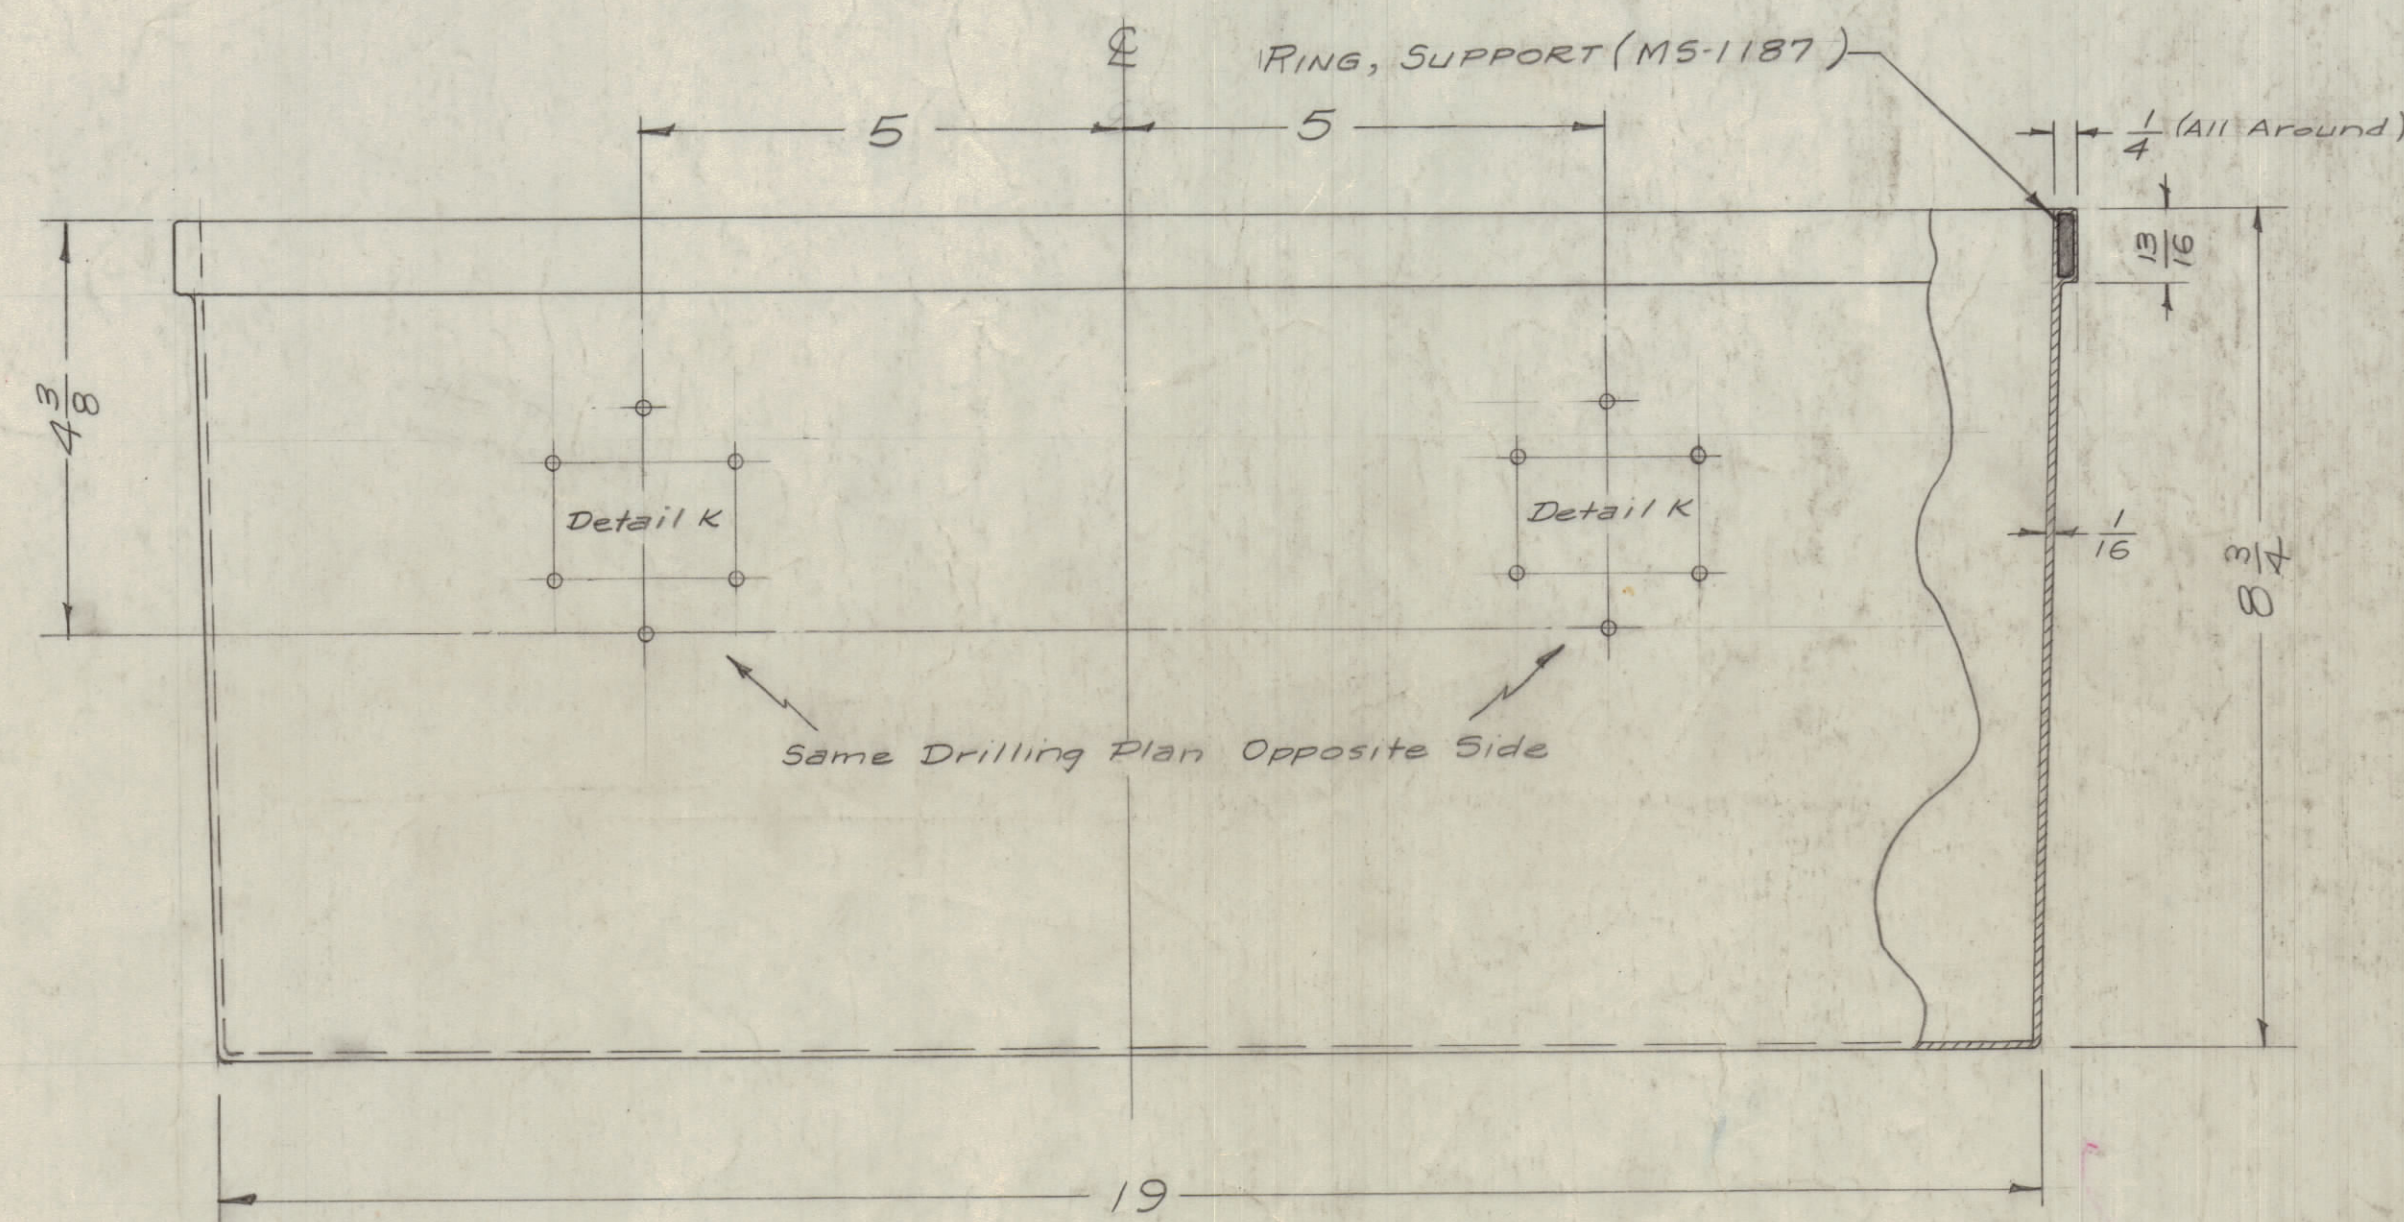 ℄
RING, SUPPORT (MS-1187)
5
5
1/4 (All Around)
13/16
4 3/8
Detail K
Detail K
1/16
8 3/4
Same Drilling Plan Opposite Side
19